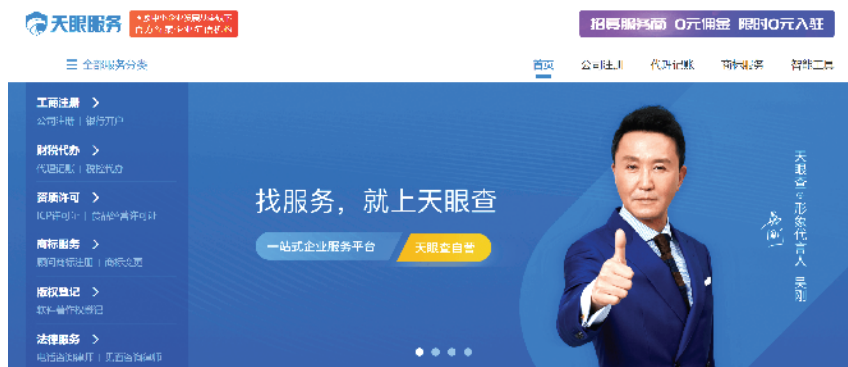 天眼服务
招募服务商 0元佣金 限时0元入驻
全部服务分类
首页 公司注册 代理记账 商标服务 智能工具
工商注册
公司注册 | 银行开户
财税代办
代理记账 | 税控代办
资质许可
ICP许可证 | 食品经营许可证
商标服务
顾问商标注册 | 商标变更
版权登记
软件著作权登记
法律服务
电话咨询律师 | 见面咨询律师
找服务，就上天眼查
一站式企业服务平台 天眼查自营
天眼查 形象代言人 吴刚